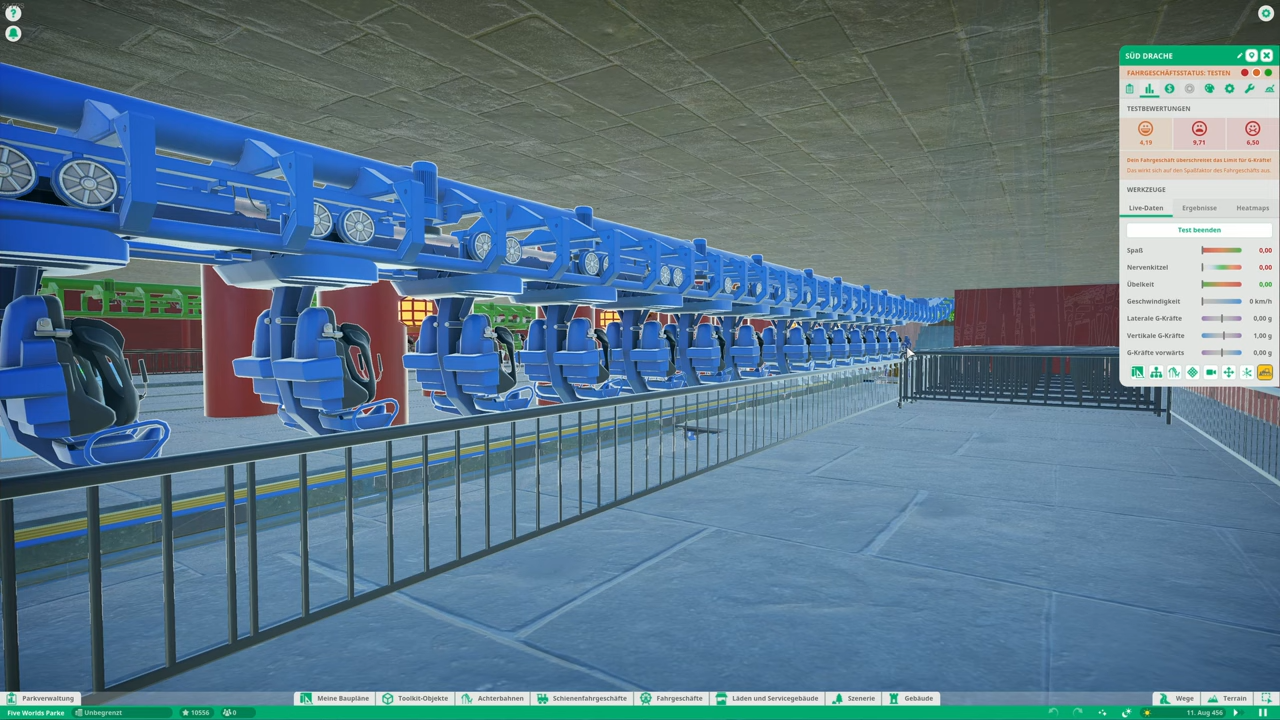 SÜD DRACHE
FAHRGESCHÄFTSSTATUS: TESTEN
TESTBEWERTUNGEN
4,19 9,71 6,50
Dein Fahrgeschäft überschreitet das Limit für G-Kräfte!
Das wirkt sich auf den Spaßfaktor des Fahrgeschäfts aus.
WERKZEUGE
Live-Daten Ergebnisse Heatmaps
Test beenden
Spaß 0,00
Nervenkitzel 0,00
Übelkeit 0,00
Geschwindigkeit 0 km/h
Laterale G-Kräfte 0,00 g
Vertikale G-Kräfte 1,00 g
G-Kräfte vorwärts 0,00 g
Parkverwaltung Meine Baupläne Toolkit-Objekte Achterbahnen Schienenfahrgeschäfte Fahrgeschäfte Läden und Servicegebäude Szenerie Gebäude Wege Terrain
Five Worlds Parke Unbegrenzt 10556 0 11. Aug 456